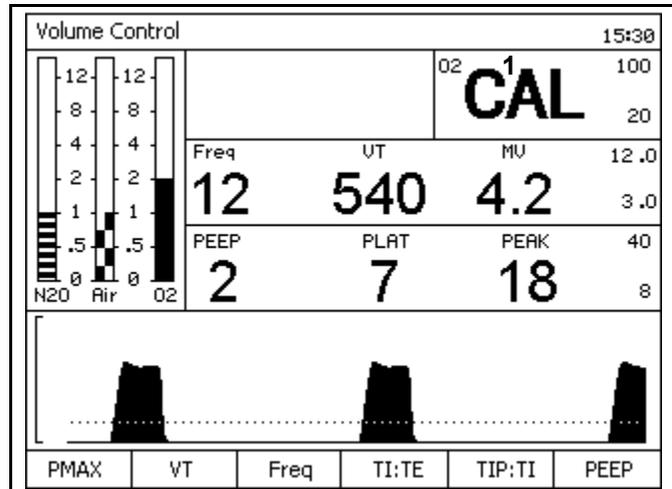 Volume Control 15:30
O2 CAL 1 100
20
12 12
8 8
4 4
2 2
1 1
.5 .5
0 0
N2O Air O2
Freq VT MV 12.0
12 540 4.2 3.0
PEEP PLAT PEAK 40
2 7 18 8
PMAX VT Freq TI:TE TIP:TI PEEP